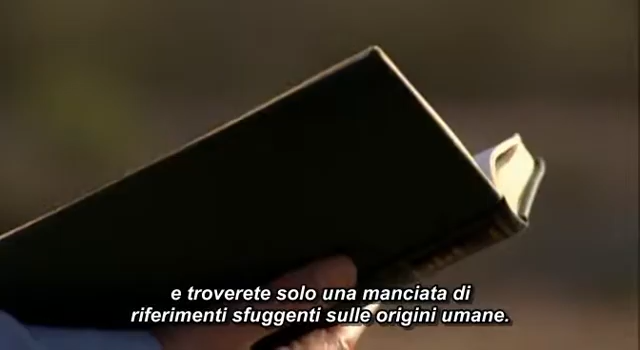 e troverete solo una manciata di
riferimenti sfuggenti sulle origini umane.